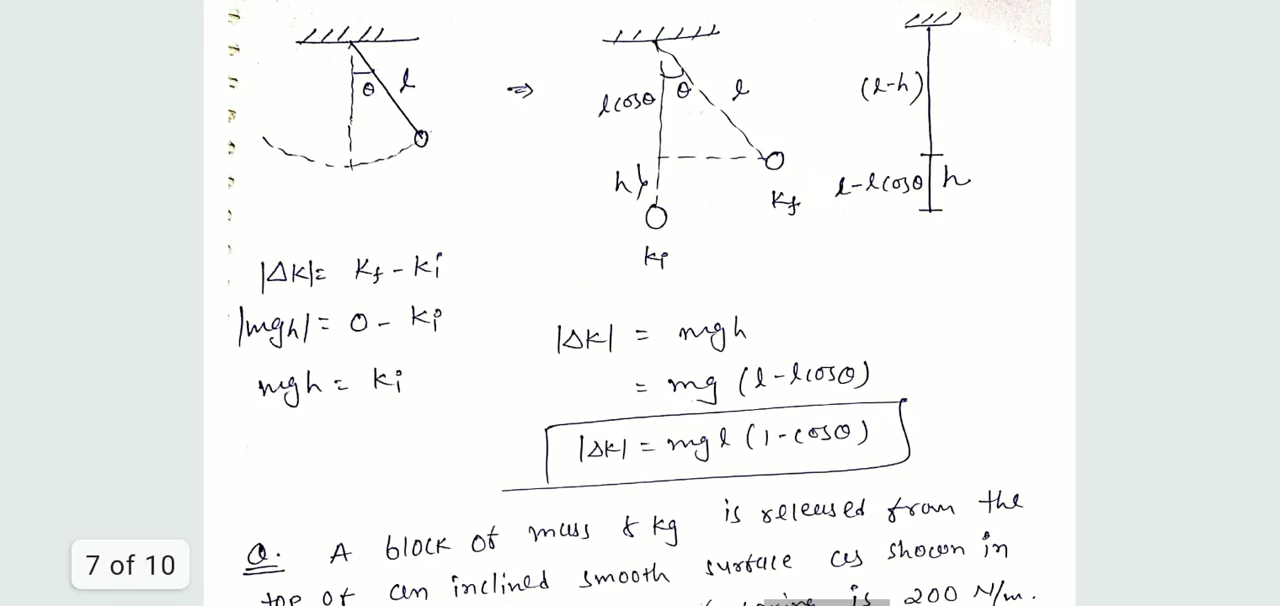 θ l
⇒
lcosθ θ l
h
Kf
Ki
(l-h)
l-lcosθ h
|ΔK|= Kf - Ki
|mgh| = 0 - Ki
mgh = Ki
|ΔK| = mgh
= mg (l-lcosθ)
|ΔK| = mgl (1-cosθ)
Q. A block of mass 8 kg is released from the
top of an inclined smooth surface as shown in
is 200 N/m.
7 of 10